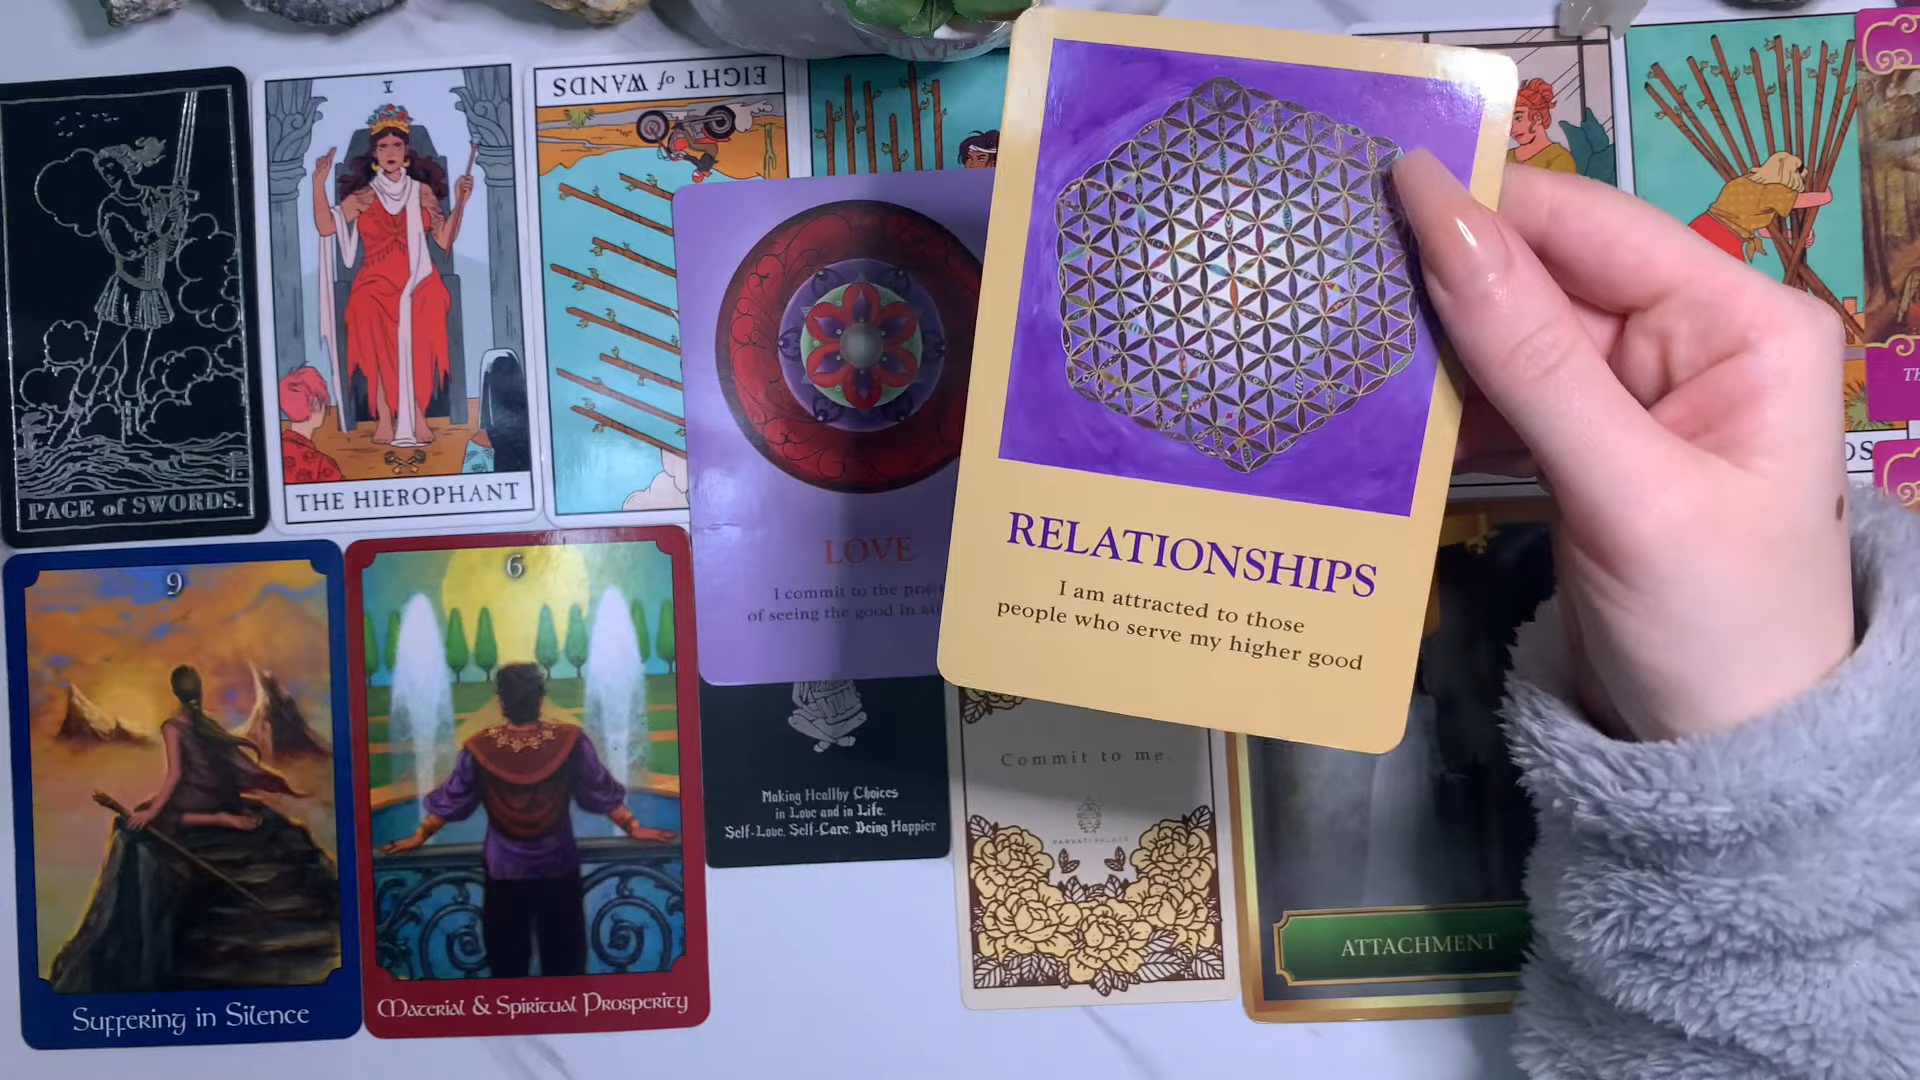 PAGE of SWORDS.
V
THE HIEROPHANT
EIGHT of WANDS
LOVE
I commit to the
of seeing the good in
RELATIONSHIPS
I am attracted to those
people who serve my higher good
9
Suffering in Silence
6
Material & Spiritual Prosperity
Making Healthy Choices
in Love and in Life.
Self-Love, Self-Care, Being Happier
Commit to me
ATTACHMENT